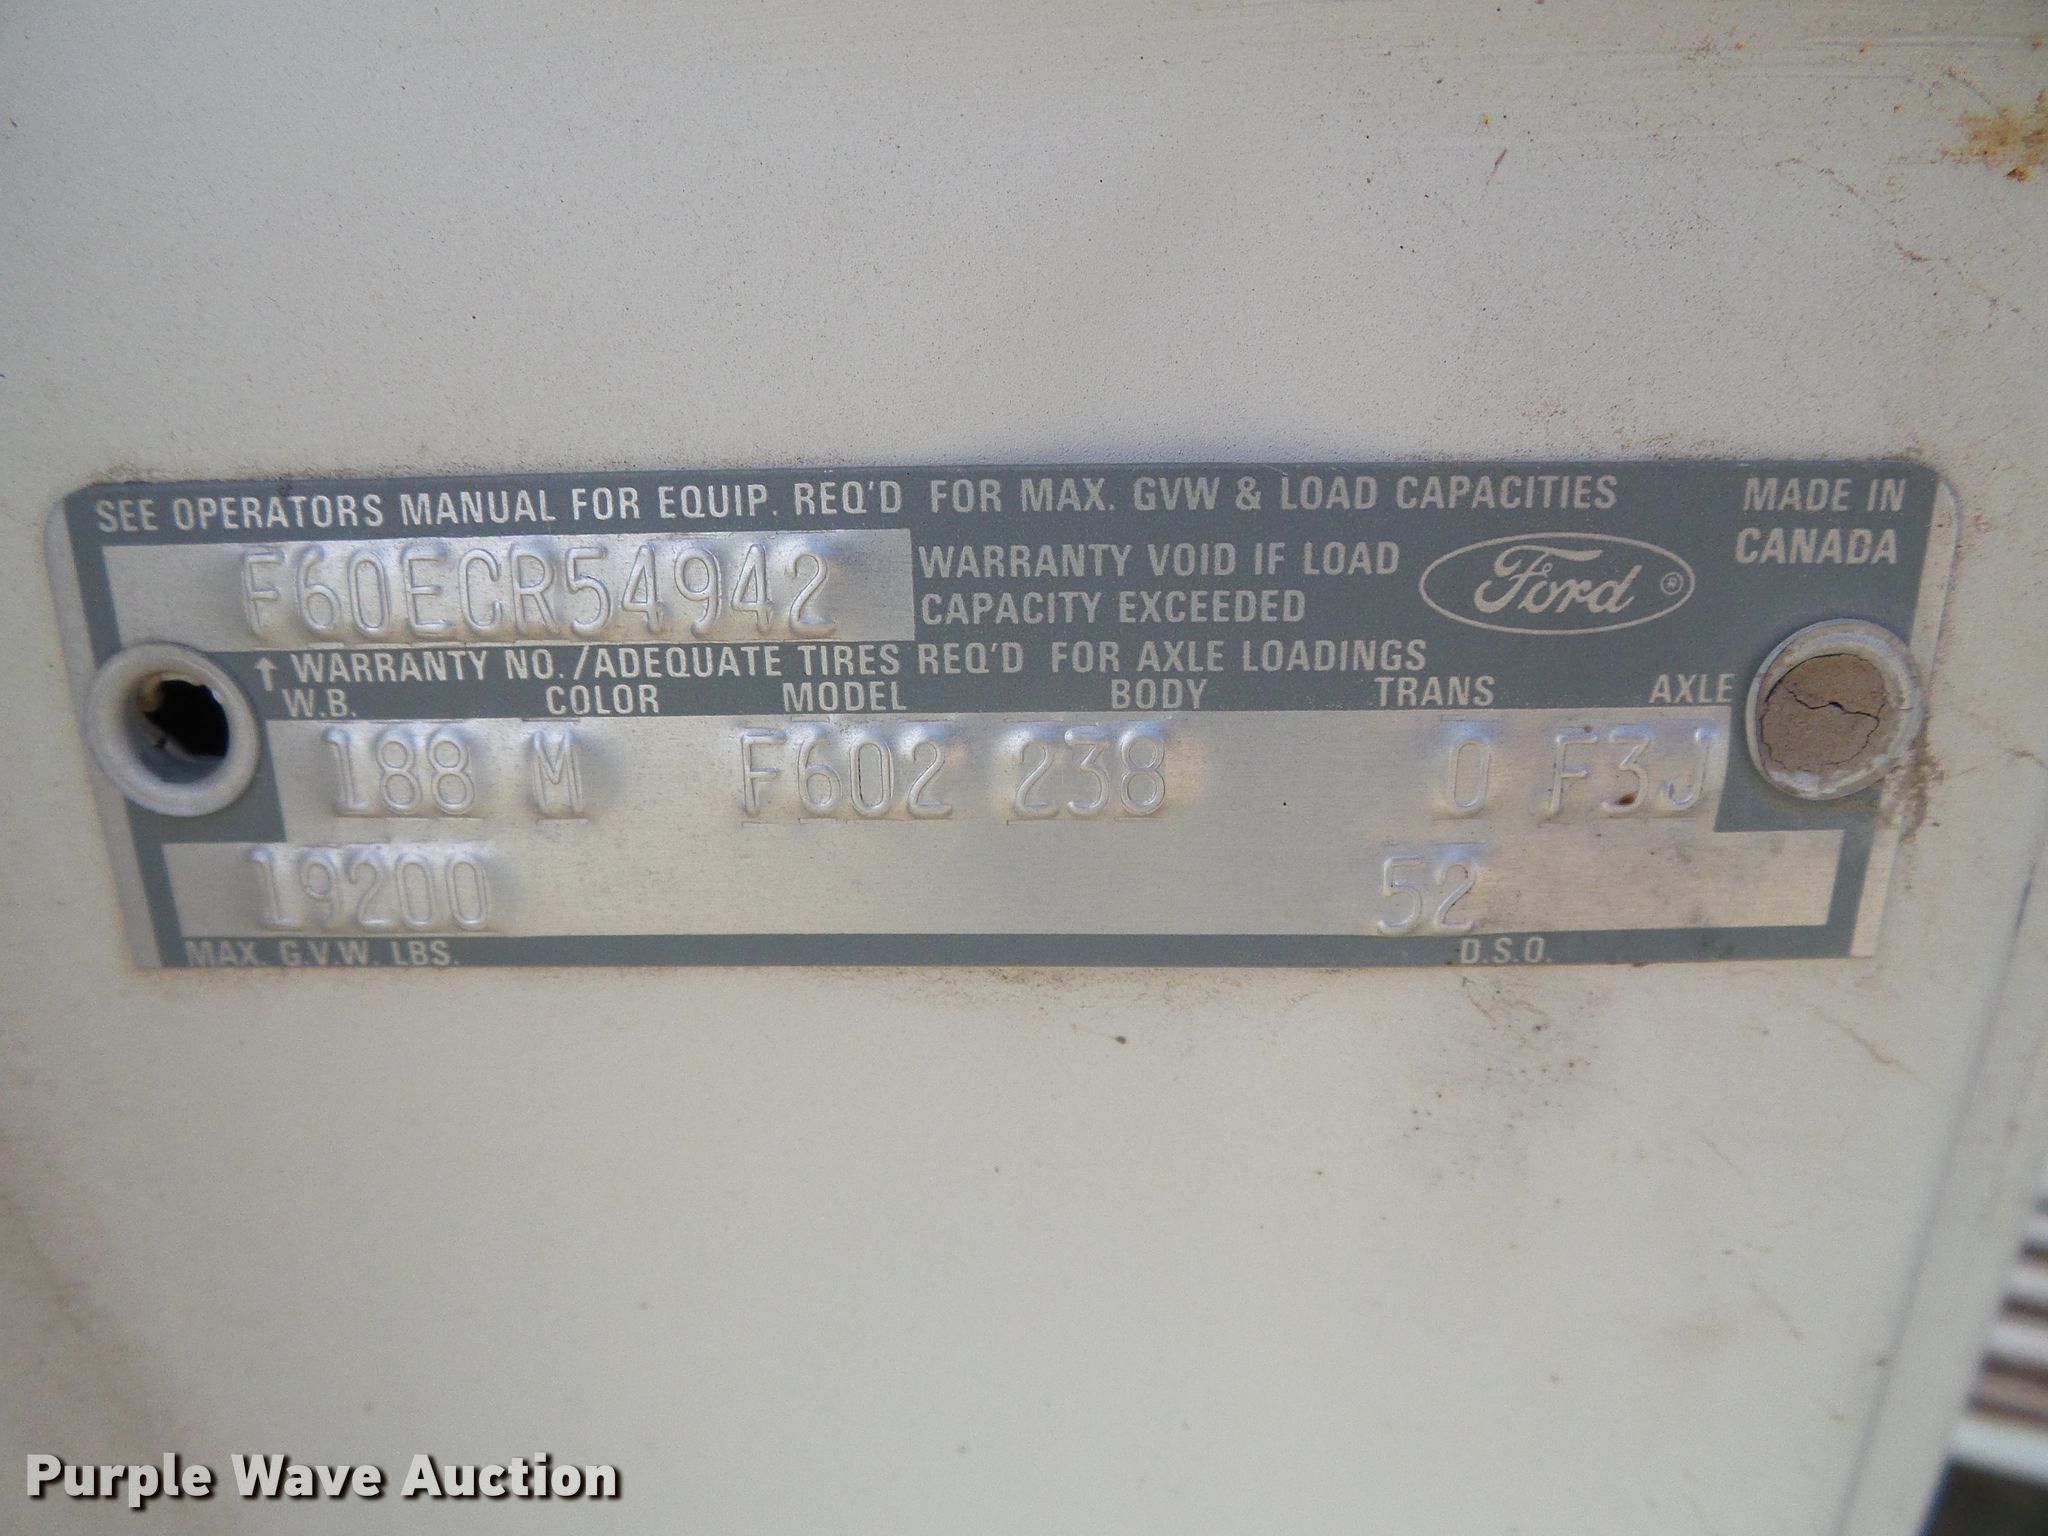 SEE OPERATORS MANUAL FOR EQUIP. REQ'D FOR MAX. GVW & LOAD CAPACITIES MADE IN
CANADA
F60ECR54942 WARRANTY VOID IF LOAD
CAPACITY EXCEEDED
Ford ®
↑ WARRANTY NO./ADEQUATE TIRES REQ'D FOR AXLE LOADINGS
W.B. COLOR MODEL BODY TRANS AXLE
188 M F602 238 0 F3J
19200 52
MAX. G.V.W. LBS. D.S.O.
Purple Wave Auction